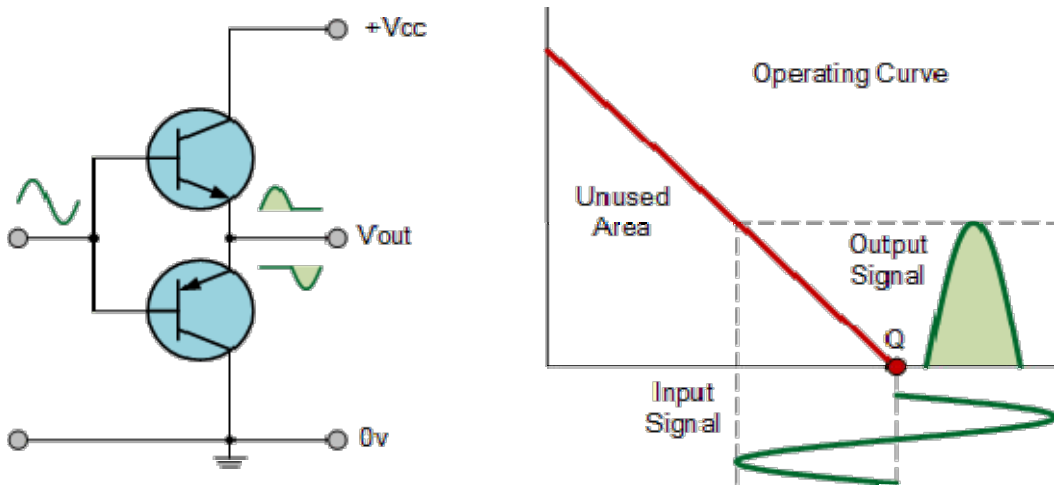 +Vcc
Vout
0v
Operating Curve
Unused
Area
Output
Signal
Q
Input
Signal